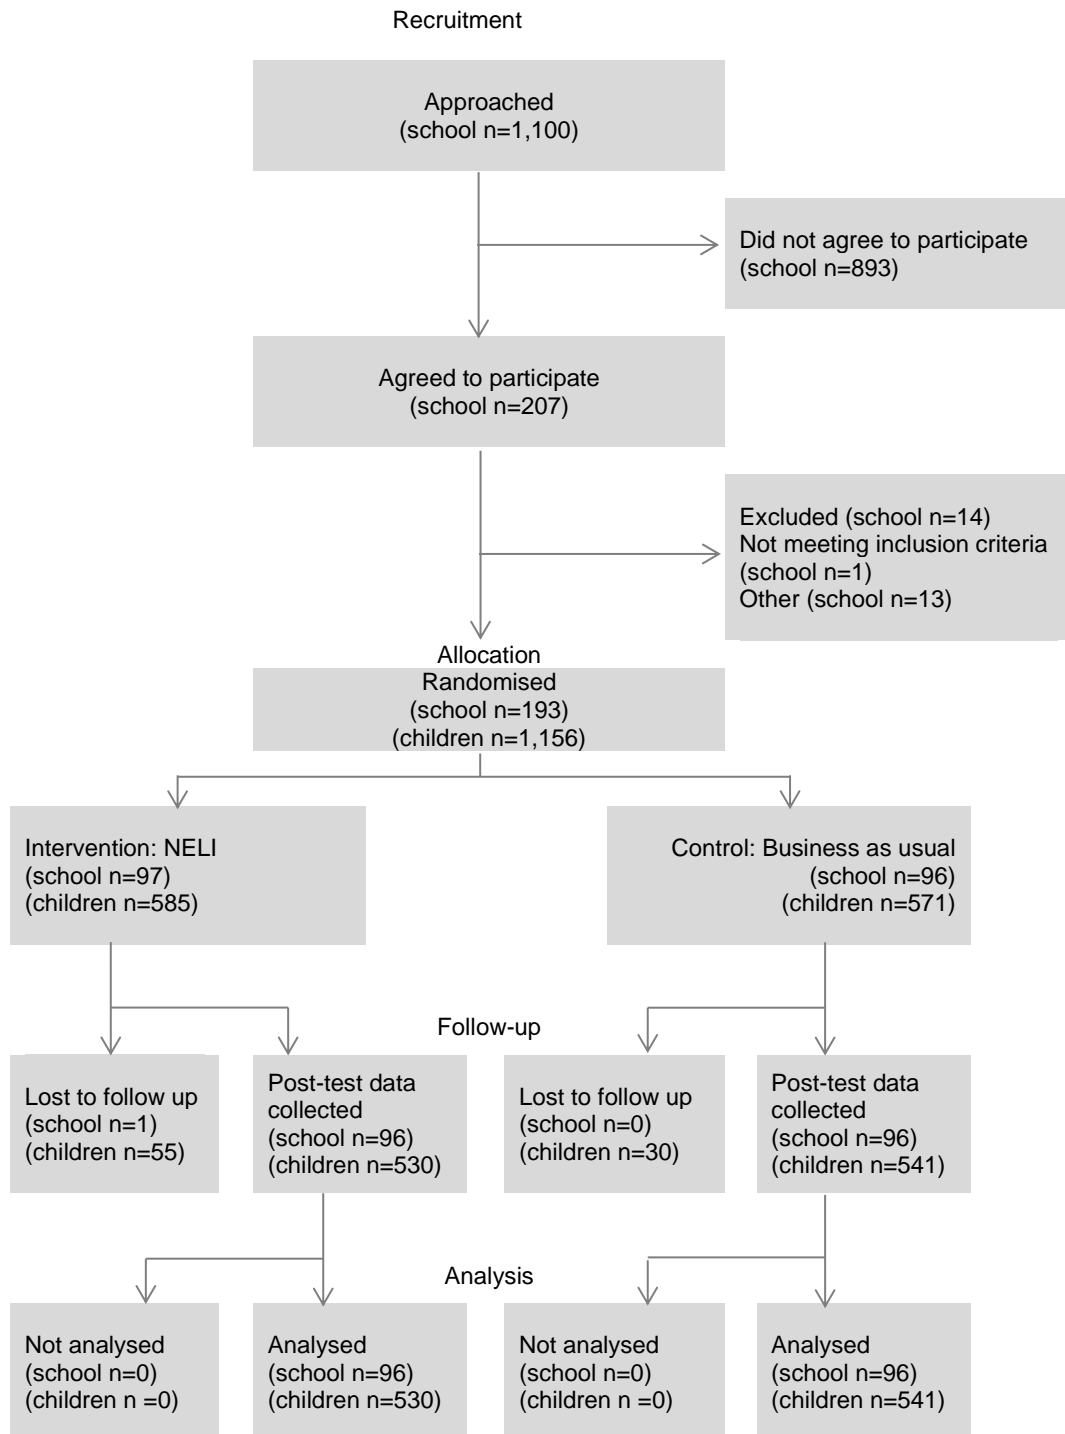 Recruitment
Approached
(school n=1,100)
Did not agree to participate
(school n=893)
Agreed to participate
(school n=207)
Excluded (school n=14)
Not meeting inclusion criteria
(school n=1)
Other (school n=13)
Allocation
Randomised
(school n=193)
(children n=1,156)
Intervention: NELI
(school n=97)
(children n=585)
Control: Business as usual
(school n=96)
(children n=571)
Follow-up
Lost to follow up
(school n=1)
(children n=55)
Post-test data
collected
(school n=96)
(children n=530)
Lost to follow up
(school n=0)
(children n=30)
Post-test data
collected
(school n=96)
(children n=541)
Analysis
Not analysed
(school n=0)
(children n =0)
Analysed
(school n=96)
(children n=530)
Not analysed
(school n=0)
(children n =0)
Analysed
(school n=96)
(children n=541)